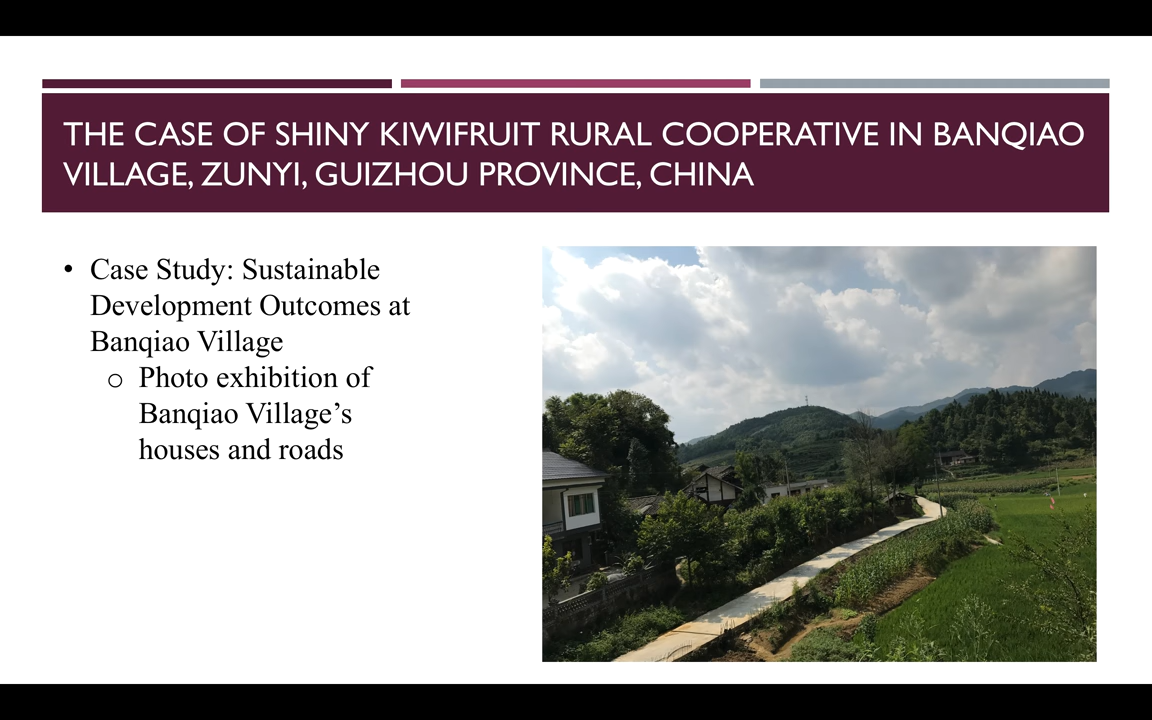 THE CASE OF SHINY KIWIFRUIT RURAL COOPERATIVE IN BANQIAO
VILLAGE, ZUNYI, GUIZHOU PROVINCE, CHINA
• Case Study: Sustainable
Development Outcomes at
Banqiao Village
o Photo exhibition of
Banqiao Village’s
houses and roads